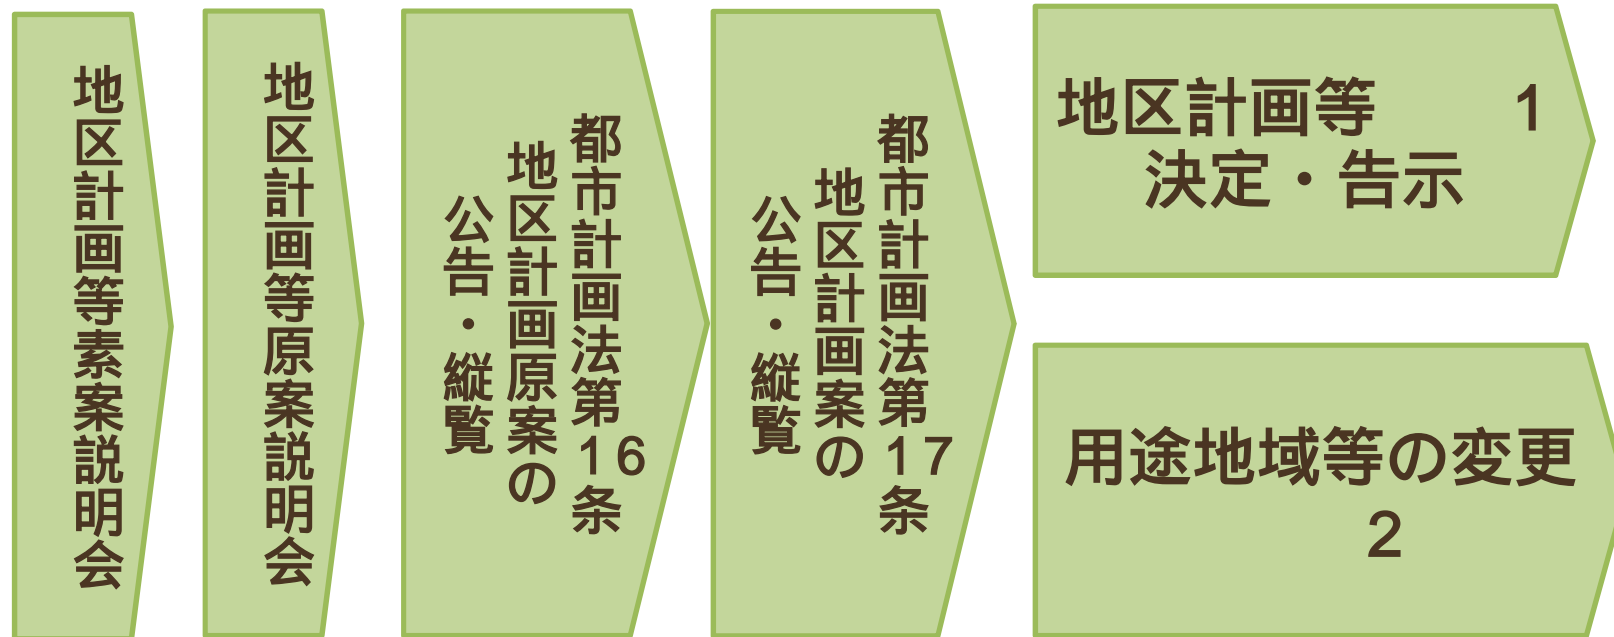 地区計画等素案説明会
地区計画等原案説明会
都市計画法第16条
地区計画原案の
公告・縦覧
都市計画法第17条
地区計画案の
公告・縦覧
地区計画等　　1
決定・告示
用途地域等の変更
2